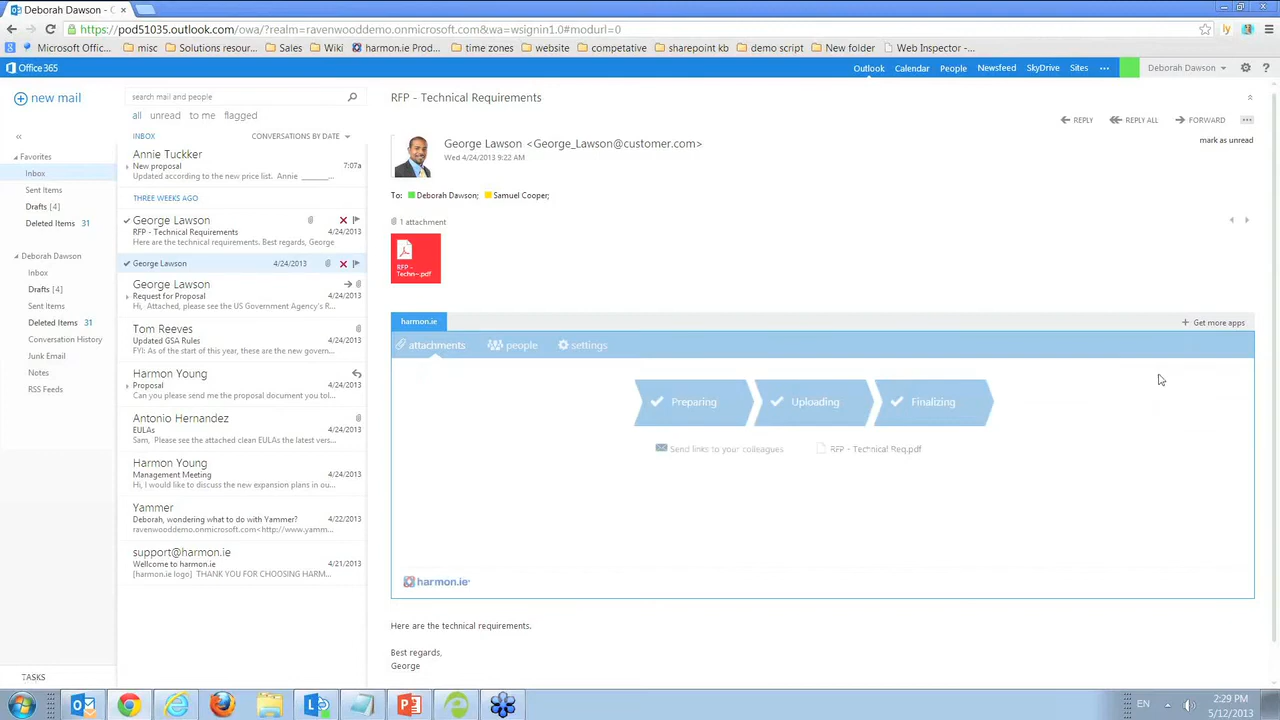 Deborah Dawson - O
https://pod51035.outlook.com/owa/?realm=ravenwooddemo.onmicrosoft.com&wa=wsignin1.0#modurl=0
Microsoft Offic... misc Solutions resour... Sales Wiki harmon.ie Prod... time zones website competative sharepoint kb demo script New folder Web Inspector -...
Office 365 Outlook Calendar People Newsfeed SkyDrive Sites ... Deborah Dawson ?
new mail
search mail and people
all unread to me flagged
INBOX CONVERSATIONS BY DATE
«
Favorites
Inbox
Sent Items
Drafts [4]
Deleted Items 31
Deborah Dawson
Inbox
Drafts [4]
Sent Items
Deleted Items 31
Conversation History
Junk Email
Notes
RSS Feeds
TASKS
Annie Tuckker
New proposal 7:07a
Updated according to the new price list. Annie ______...
THREE WEEKS AGO
George Lawson
RFP - Technical Requirements 4/24/2013
Here are the technical requirements. Best regards, George
George Lawson 4/24/2013
George Lawson
Request for Proposal 4/24/2013
Hi, Attached, please see the US Government Agency's R...
Tom Reeves
Updated GSA Rules 4/24/2013
FYI: As of the start of this year, these are the new govern...
Harmon Young
Proposal 4/24/2013
Can you please send me the proposal document you tol...
Antonio Hernandez
EULAs 4/24/2013
Sam, Please see the attached clean EULAs the latest vers...
Harmon Young
Management Meeting 4/24/2013
Hi, I would like to discuss the new expansion plans in ou...
Yammer
Deborah, wondering what to do with Yammer? 4/22/2013
ravenwooddemo.onmicrosoft.com<http://www.yamm...
support@harmon.ie
Wellcome to harmon.ie 4/21/2013
[harmon.ie logo] THANK YOU FOR CHOOSING HARM...
RFP - Technical Requirements
REPLY REPLY ALL FORWARD ...
mark as unread
George Lawson <George_Lawson@customer.com>
Wed 4/24/2013 9:22 AM
To: Deborah Dawson; Samuel Cooper;
1 attachment
RFP -
Techn~.pdf
harmon.ie + Get more apps
attachments people settings
Preparing Uploading Finalizing
Send links to your colleagues RFP - Technical Req.pdf
harmon.ie
Here are the technical requirements.
Best regards,
George
EN 2:29 PM
5/12/2013